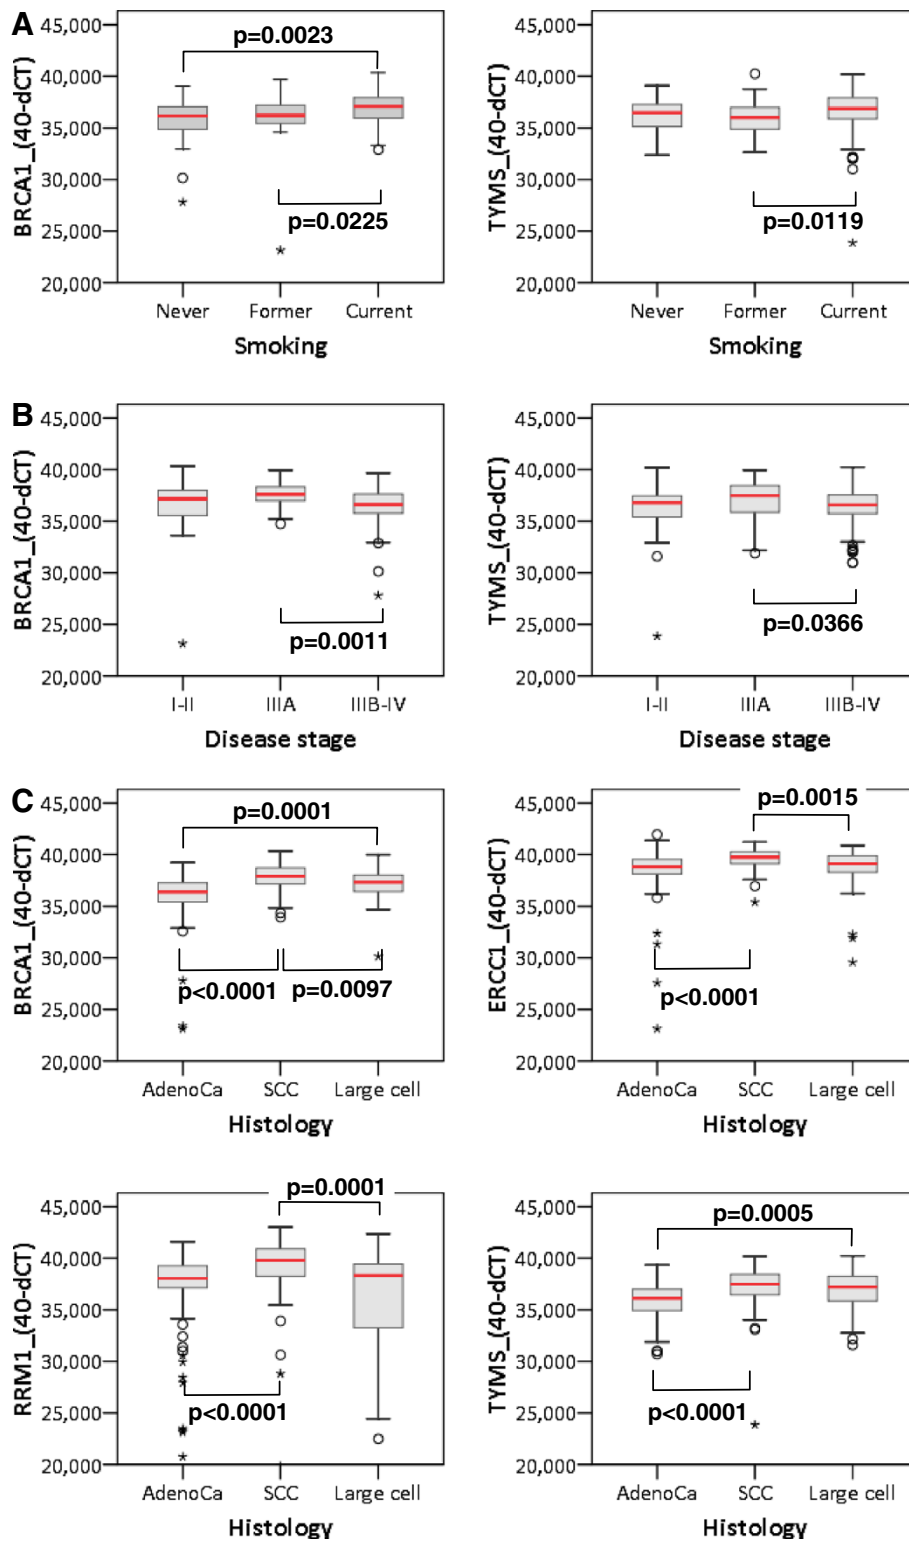 A
45,000
40,000
35,000
30,000
25,000
20,000
BRCA1_(40-dCT)
p=0.0023
p=0.0225
Never Former Current
Smoking
45,000
40,000
35,000
30,000
25,000
20,000
TYMS_(40-dCT)
p=0.0119
Never Former Current
Smoking
B
45,000
40,000
35,000
30,000
25,000
20,000
BRCA1_(40-dCT)
p=0.0011
I-II IIIA IIIB-IV
Disease stage
45,000
40,000
35,000
30,000
25,000
20,000
TYMS_(40-dCT)
p=0.0366
I-II IIIA IIIB-IV
Disease stage
C
45,000
40,000
35,000
30,000
25,000
20,000
BRCA1_(40-dCT)
p=0.0001
p<0.0001 p=0.0097
AdenoCa SCC Large cell
Histology
45,000
40,000
35,000
30,000
25,000
20,000
ERCC1_(40-dCT)
p=0.0015
p<0.0001
AdenoCa SCC Large cell
Histology
45,000
40,000
35,000
30,000
25,000
20,000
RRM1_(40-dCT)
p=0.0001
p<0.0001
AdenoCa SCC Large cell
Histology
45,000
40,000
35,000
30,000
25,000
20,000
TYMS_(40-dCT)
p=0.0005
p<0.0001
AdenoCa SCC Large cell
Histology